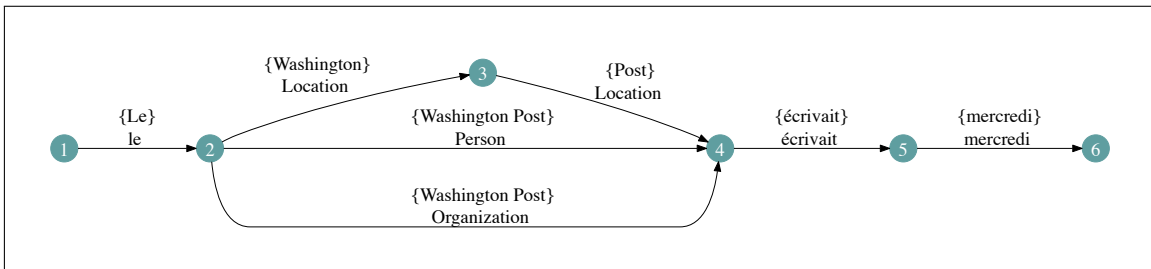 {Le}
le
1
2
{Washington}
Location
3
{Post}
Location
{Washington Post}
Person
{Washington Post}
Organization
4
{écrivait}
écrivait
5
{mercredi}
mercredi
6